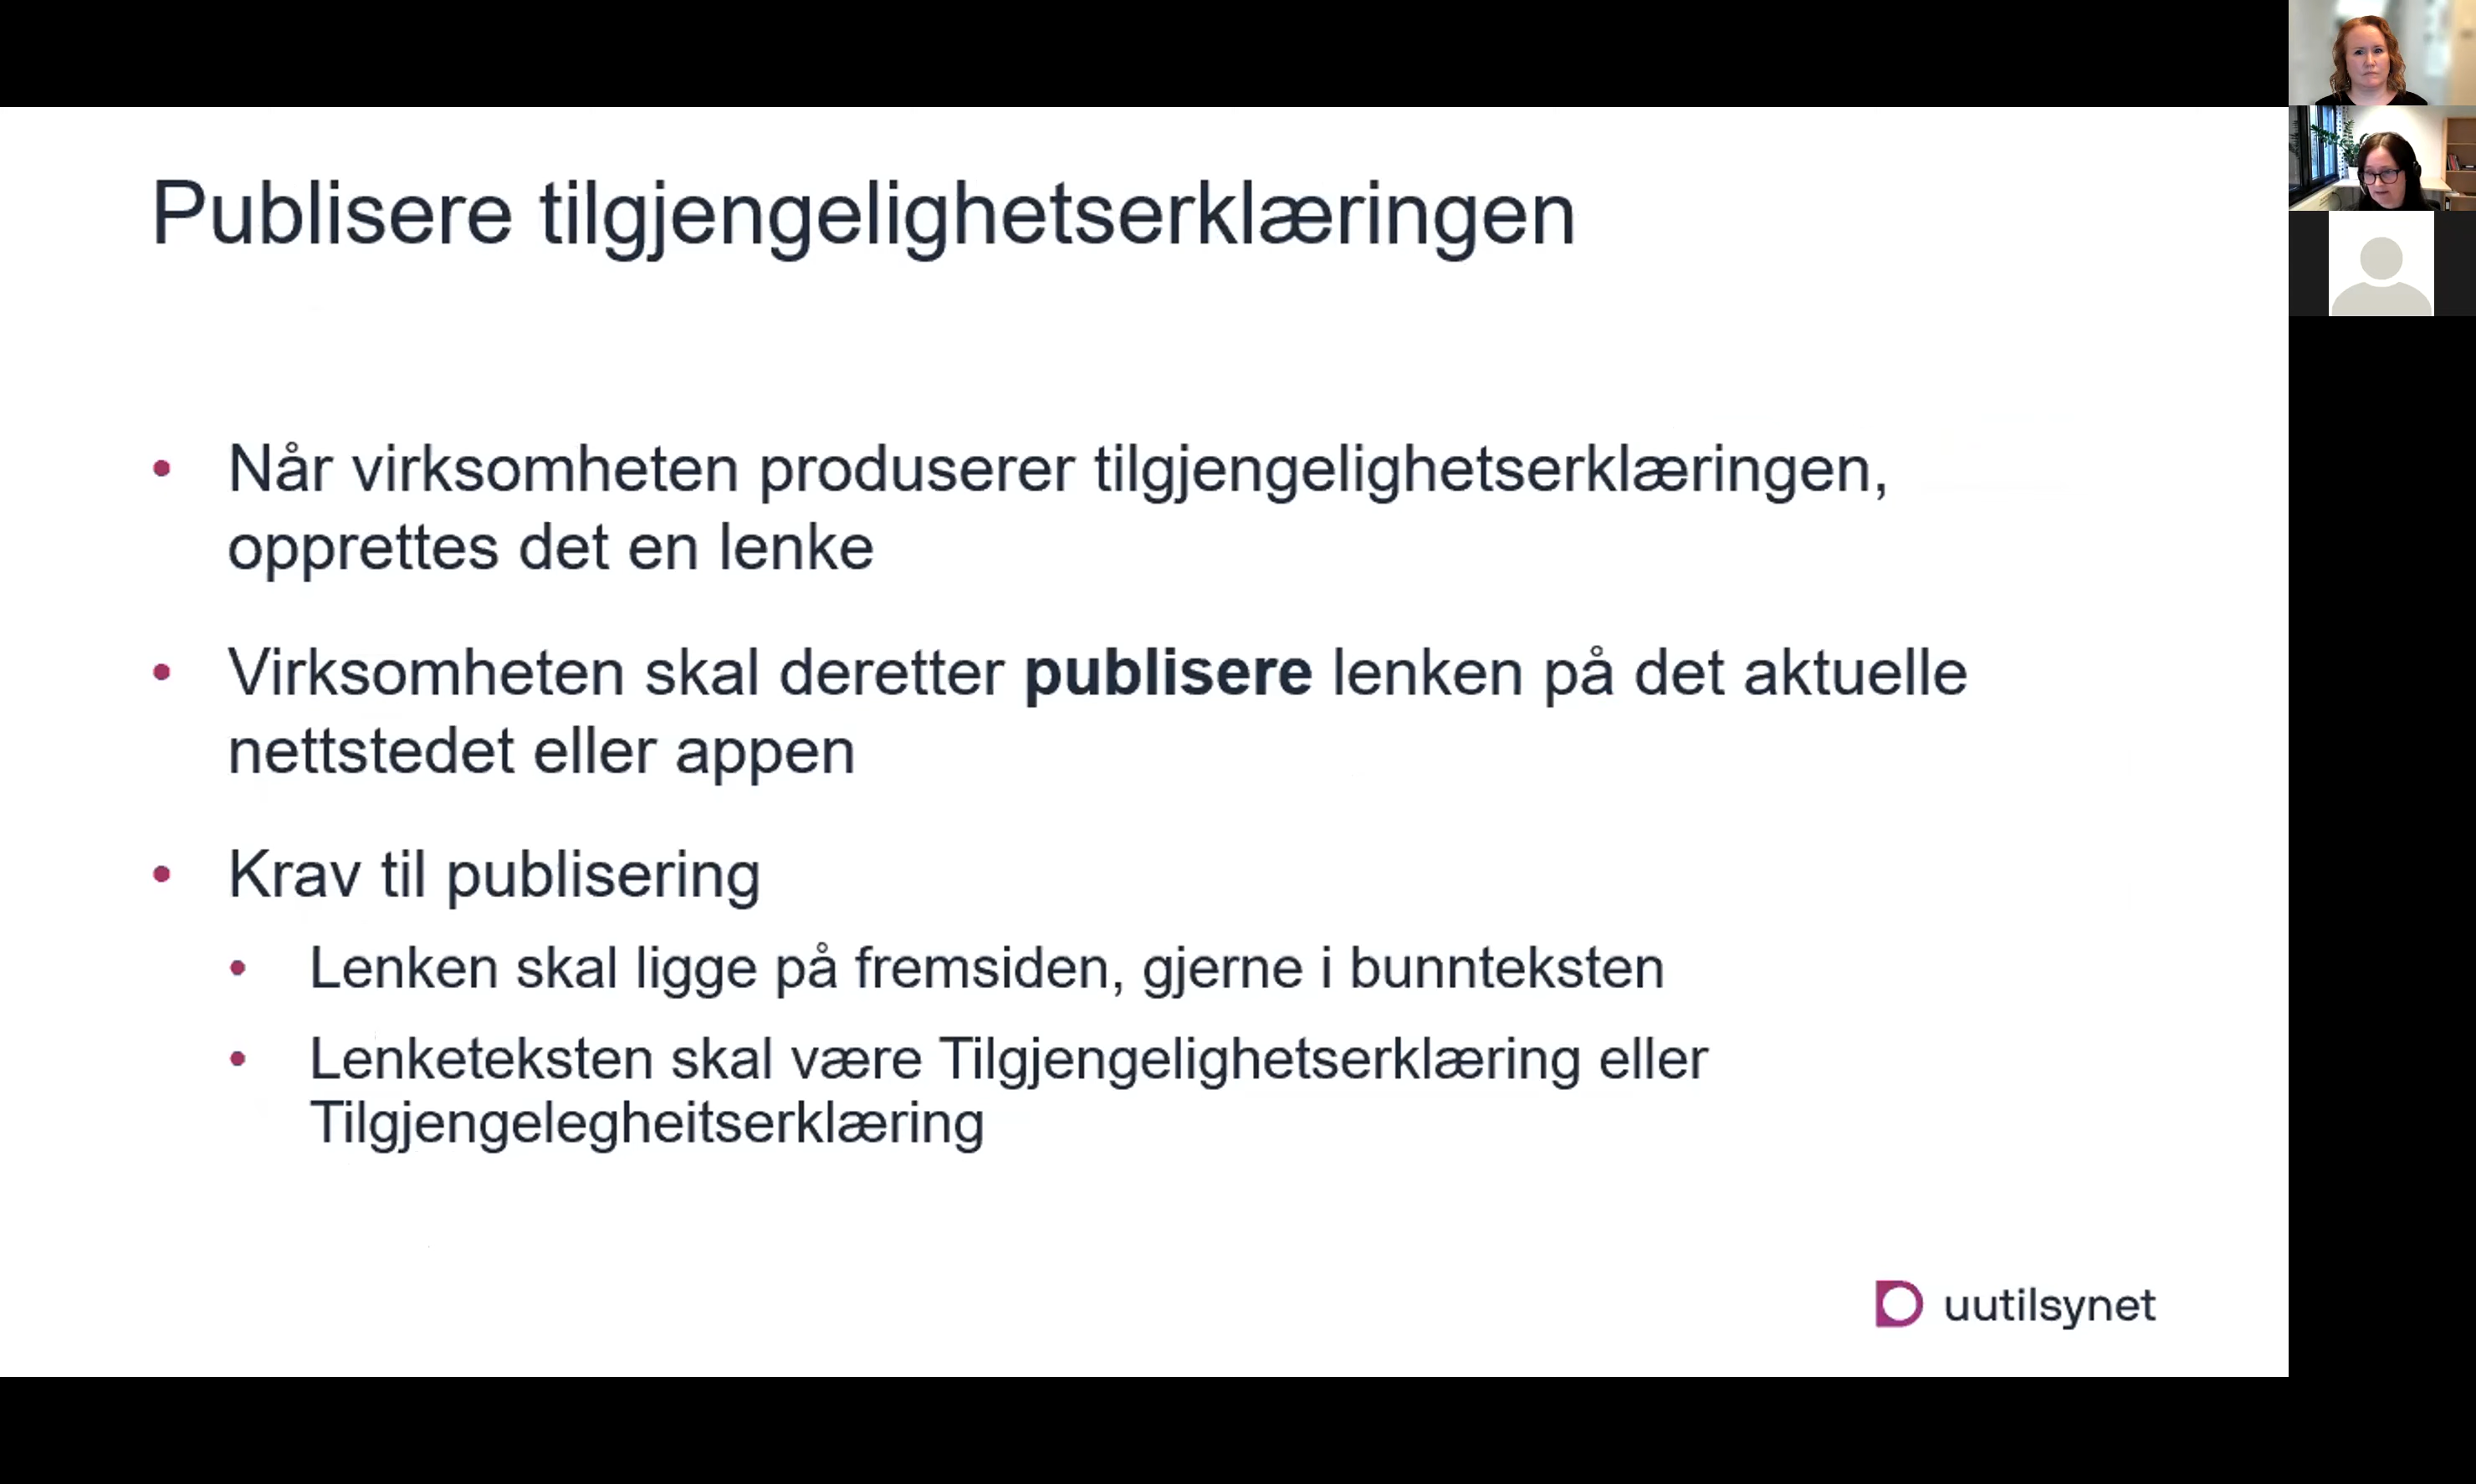 Publisere tilgjengelighetserklæringen
Når virksomheten produserer tilgjengelighetserklæringen,
opprettes det en lenke
Virksomheten skal deretter publisere lenken på det aktuelle
nettstedet eller appen
Krav til publisering
Lenken skal ligge på fremsiden, gjerne i bunnteksten
Lenketeksten skal være Tilgjengelighetserklæring eller
Tilgjengelegheitserklæring
uutilsynet